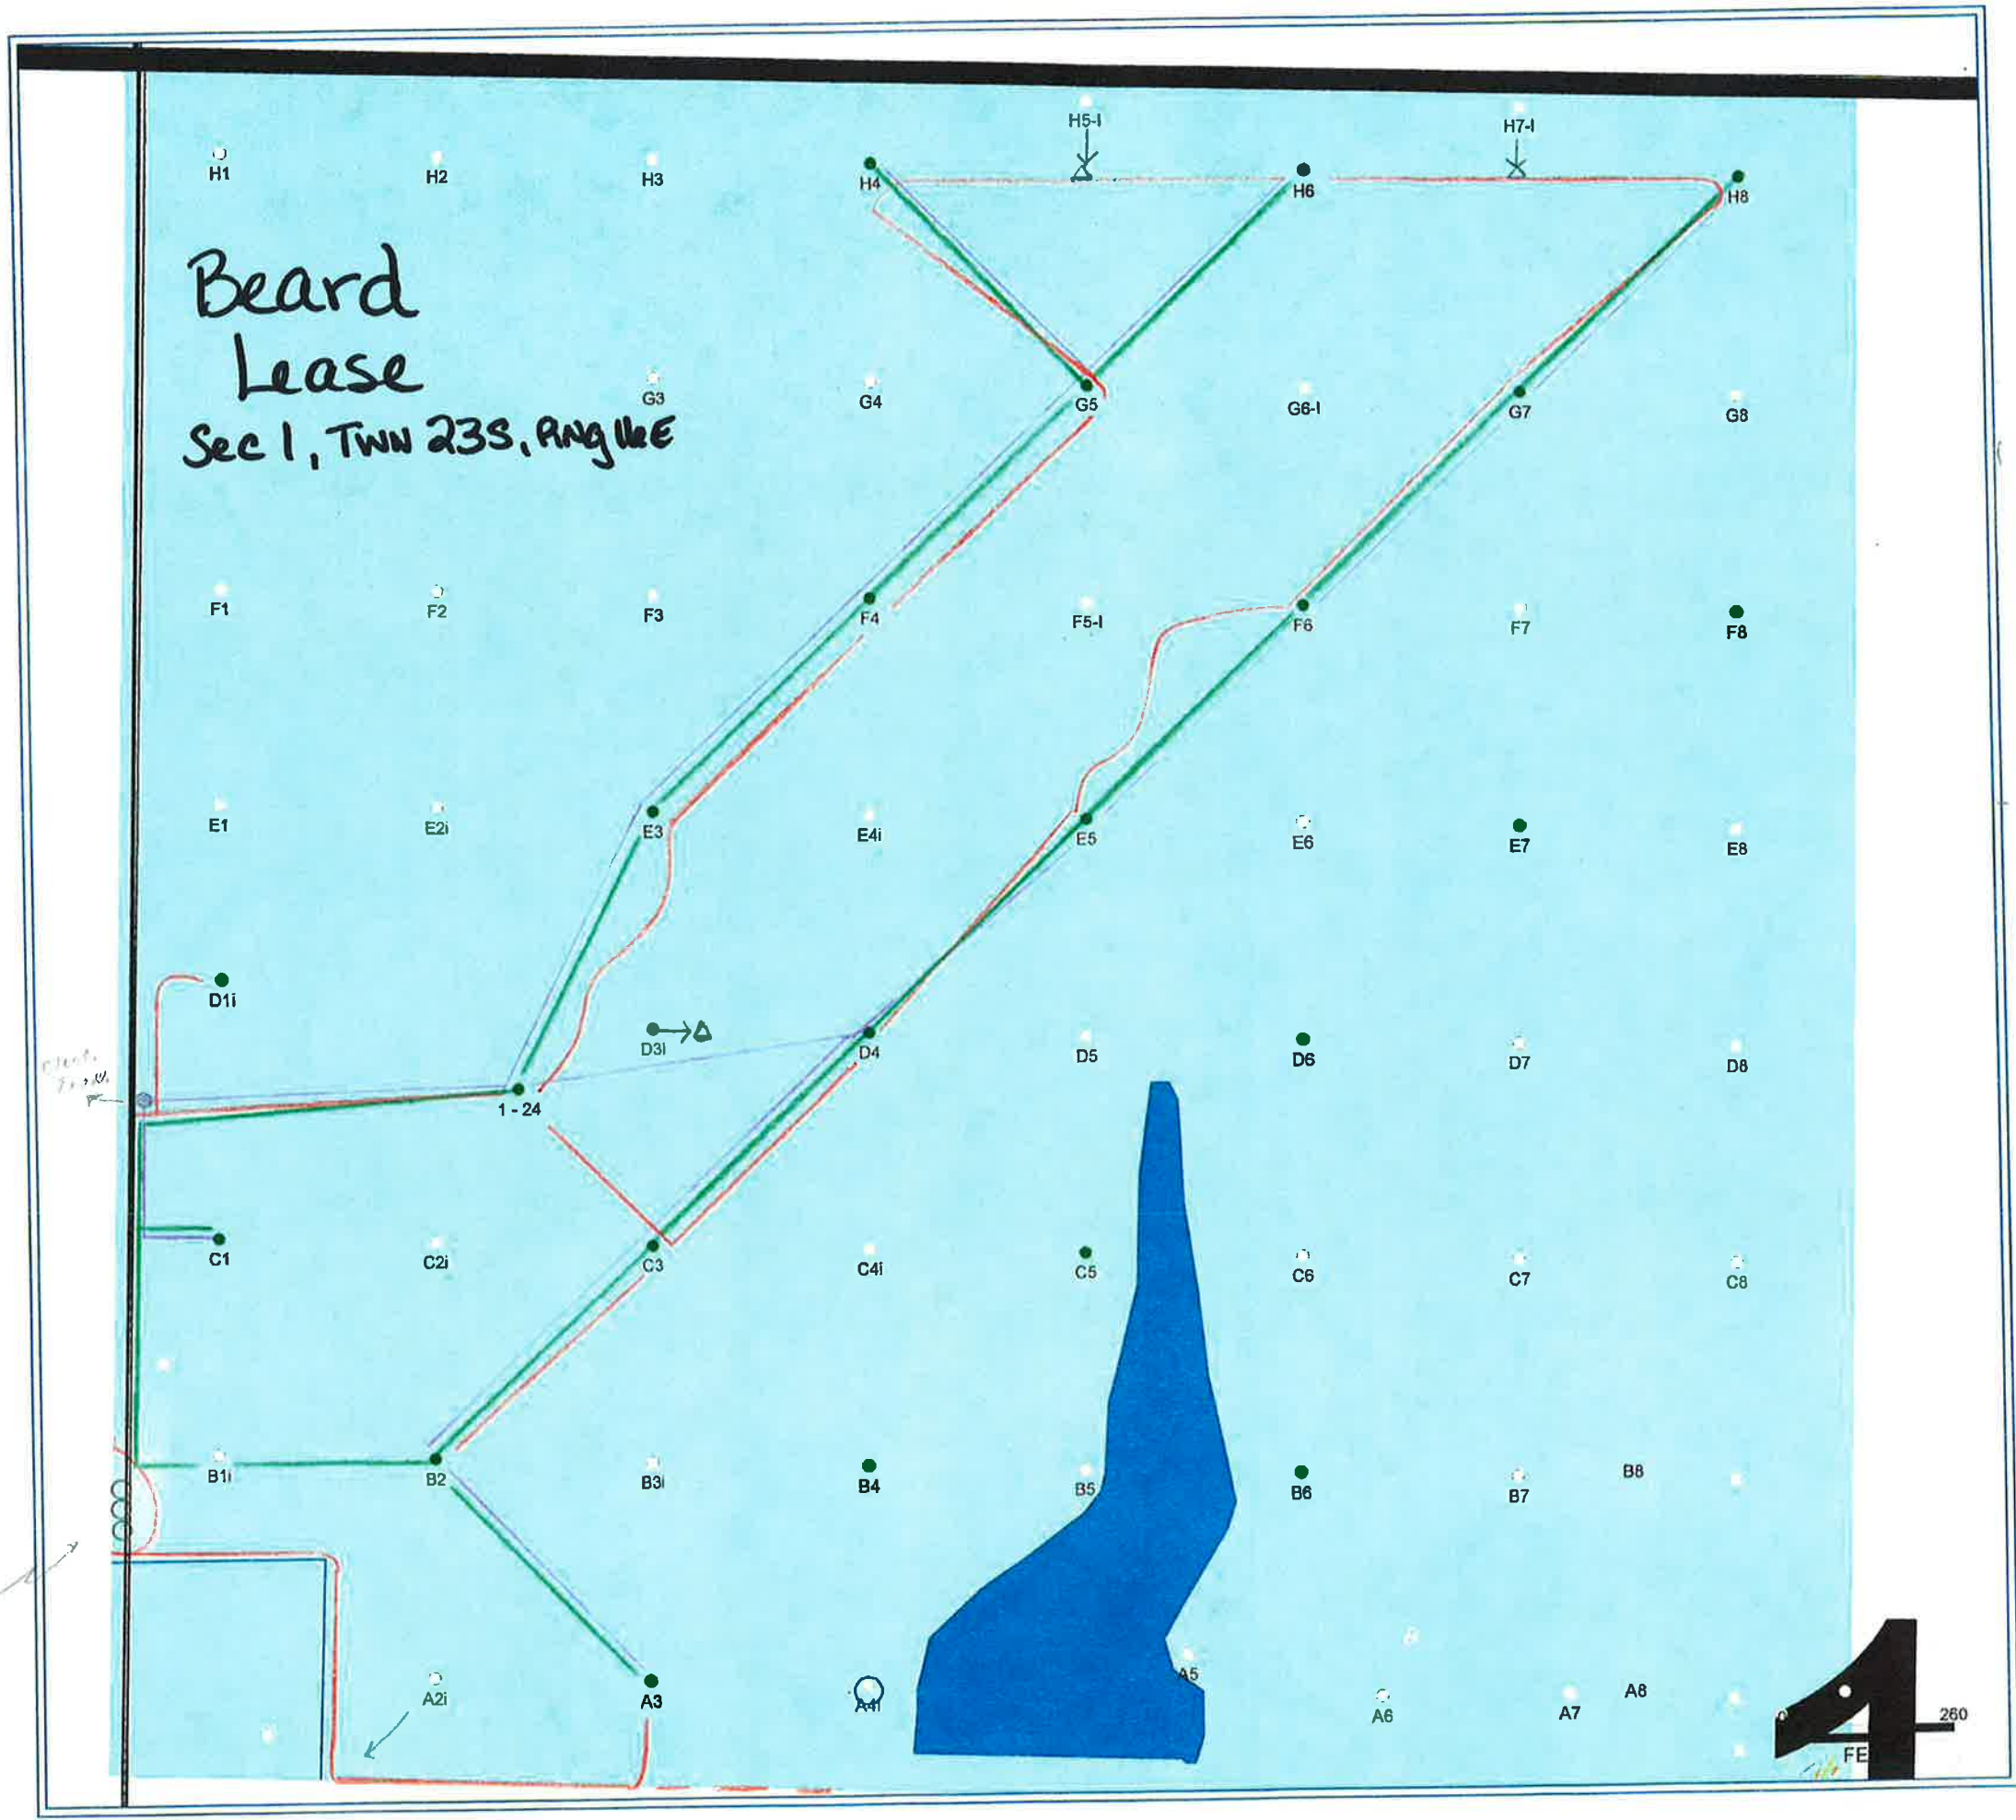 H5-I
H7-I
H1
H2
H3
H4
H6
H8
Beard
Lease
Sec 1, TWN 23S, RNG 16E
G3
G4
G5
G6-I
G7
G8
F1
F2
F3
F4
F5-I
F6
F7
F8
E1
E2i
E3
E4i
E5
E6
E7
E8
D1i
D3i
D4
D5
D6
D7
D8
1 - 24
C1
C2i
C3
C4i
C5
C6
C7
C8
B1i
B2
B3i
B4
B5
B6
B7
B8
A2i
A3
A4i
A5
A6
A7
A8
1
0
260
FE